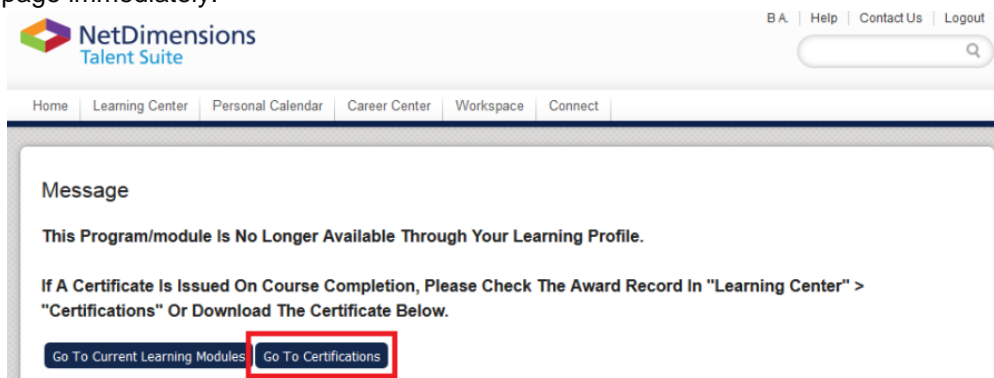 page immediately.
B A. | Help | Contact Us | Logout
NetDimensions
Talent Suite
Home | Learning Center | Personal Calendar | Career Center | Workspace | Connect
Message
This Program/module Is No Longer Available Through Your Learning Profile.
If A Certificate Is Issued On Course Completion, Please Check The Award Record In "Learning Center" >
"Certifications" Or Download The Certificate Below.
Go To Current Learning Modules Go To Certifications